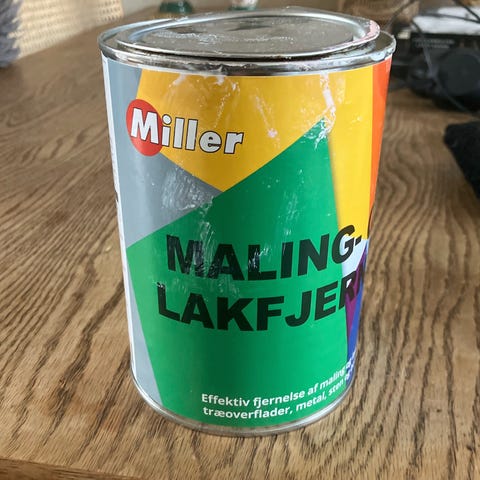 Miller
MALING-
LAKFJER
Effektiv fjernelse af maling
træoverflader, metal, sten